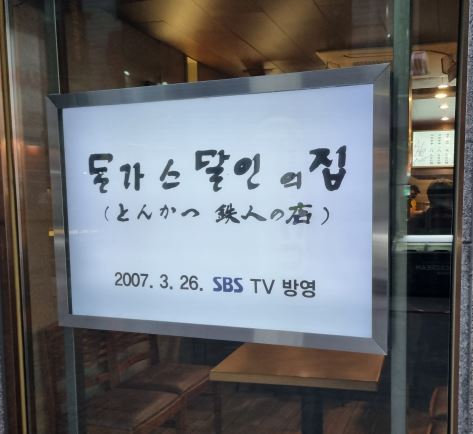 돈가스 달인의 집
(とんかつ 鉄人の店)
2007. 3. 26. SBS TV 방영